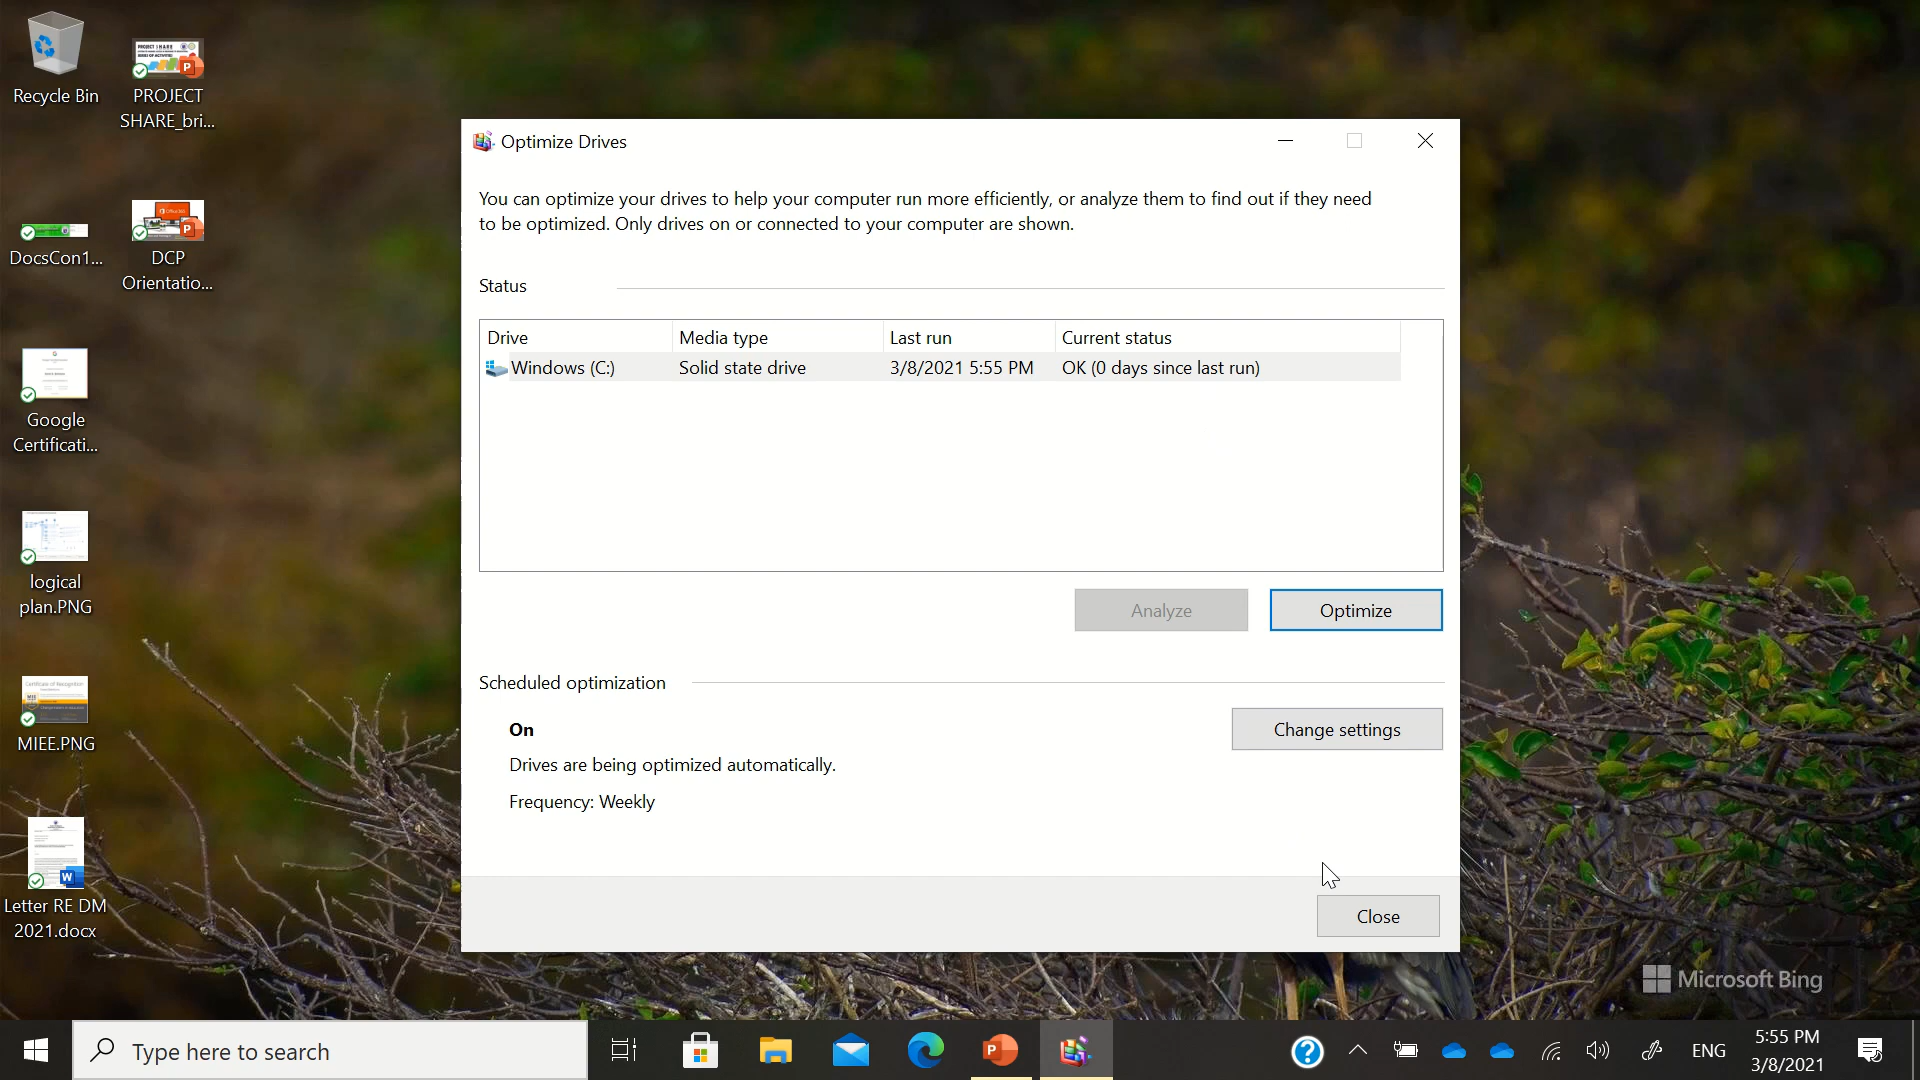 Recycle Bin
PROJECT
SHARE_bri...
DocsCon1...
DCP
Orientatio...
Google
Certificati...
logical
plan.PNG
MIEE.PNG
Letter RE DM
2021.docx
Optimize Drives
You can optimize your drives to help your computer run more efficiently, or analyze them to find out if they need
to be optimized. Only drives on or connected to your computer are shown.
Status
Drive Media type Last run Current status
Windows (C:) Solid state drive 3/8/2021 5:55 PM OK (0 days since last run)
Analyze Optimize
Scheduled optimization
On
Change settings
Drives are being optimized automatically.
Frequency: Weekly
Close
Microsoft Bing
Type here to search
ENG
5:55 PM
3/8/2021